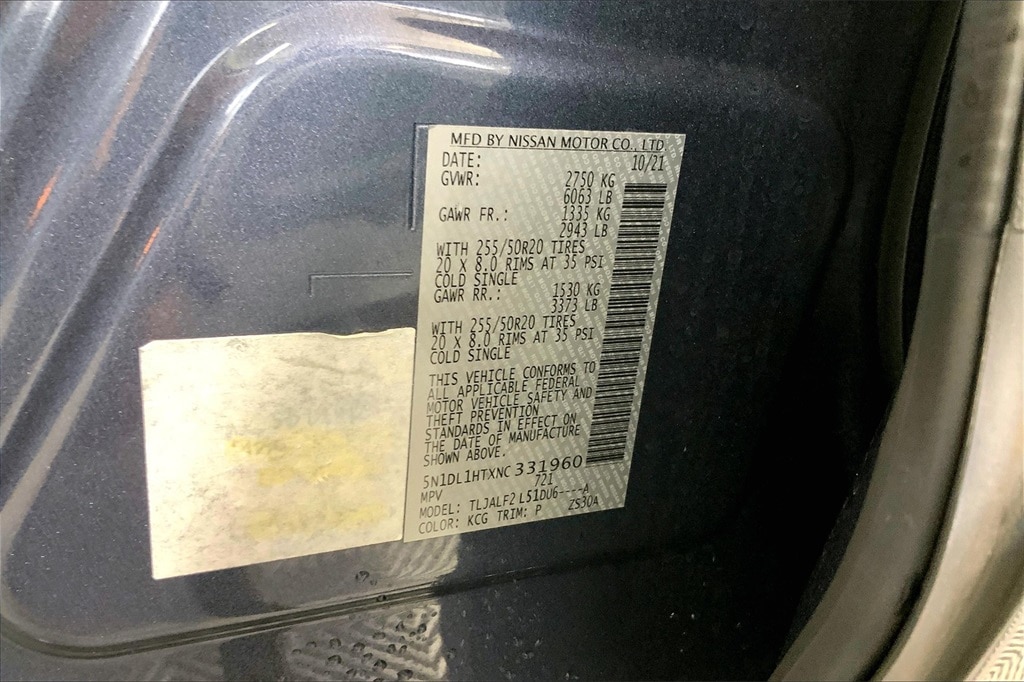 MFD BY NISSAN MOTOR CO., LTD
DATE: 10/21
GVWR: 2750 KG
6063 LB
GAWR FR.: 1335 KG
2943 LB
WITH 255/50R20 TIRES
20 X 8.0 RIMS AT 35 PSI
COLD SINGLE
GAWR RR.: 1530 KG
3373 LB
WITH 255/50R20 TIRES
20 X 8.0 RIMS AT 35 PSI
COLD SINGLE
THIS VEHICLE CONFORMS TO
ALL APPLICABLE FEDERAL
MOTOR VEHICLE SAFETY AND
THEFT PREVENTION
STANDARDS IN EFFECT ON
THE DATE OF MANUFACTURE
SHOWN ABOVE.
5N1DL1HTXNC 331960
MPV 721
MODEL: TLJALF2 L51DU6----A
COLOR: KCG TRIM: P ZS30A